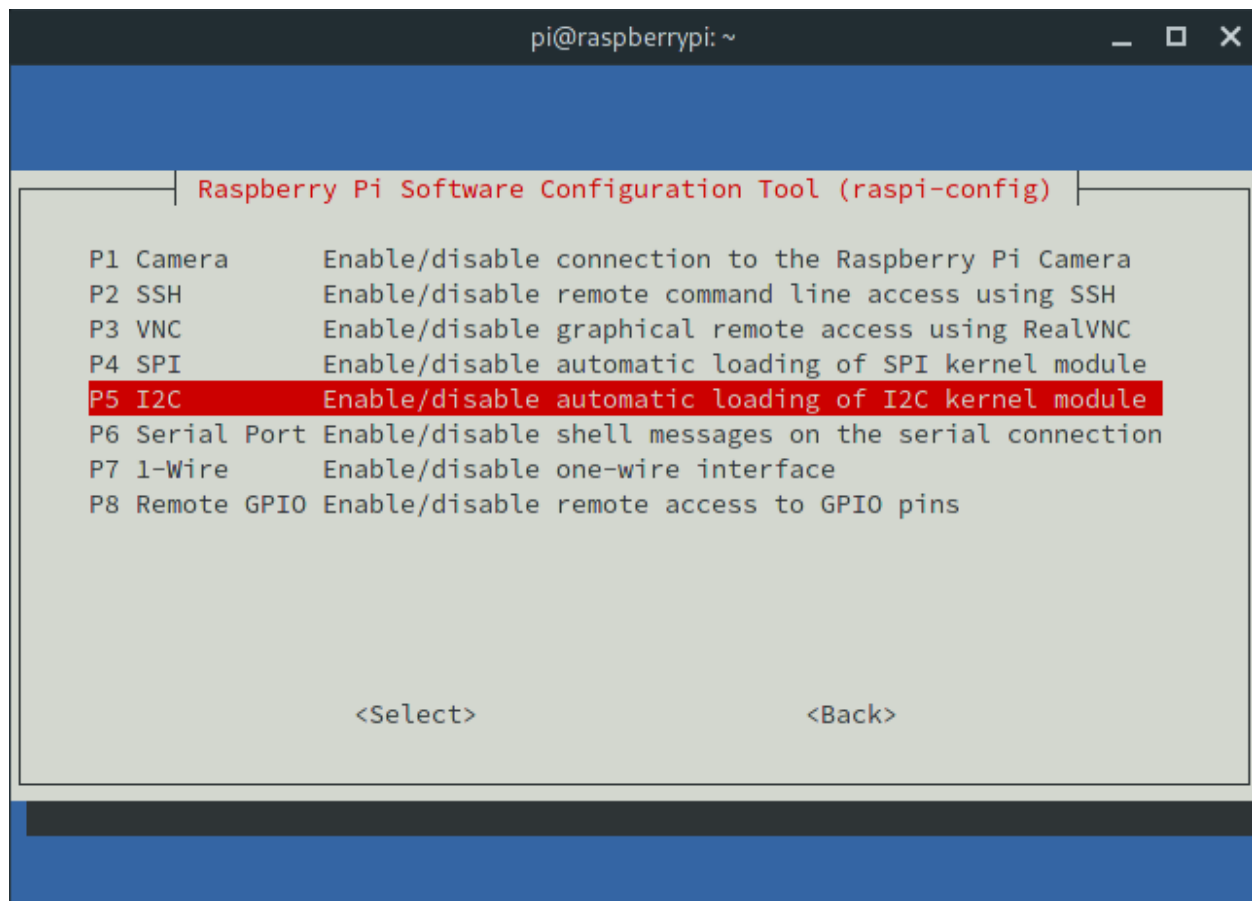 pi@raspberrypi: ~
Raspberry Pi Software Configuration Tool (raspi-config)
P1 Camera Enable/disable connection to the Raspberry Pi Camera
P2 SSH Enable/disable remote command line access using SSH
P3 VNC Enable/disable graphical remote access using RealVNC
P4 SPI Enable/disable automatic loading of SPI kernel module
P5 I2C Enable/disable automatic loading of I2C kernel module
P6 Serial Port Enable/disable shell messages on the serial connection
P7 1-Wire Enable/disable one-wire interface
P8 Remote GPIO Enable/disable remote access to GPIO pins
<Select> <Back>